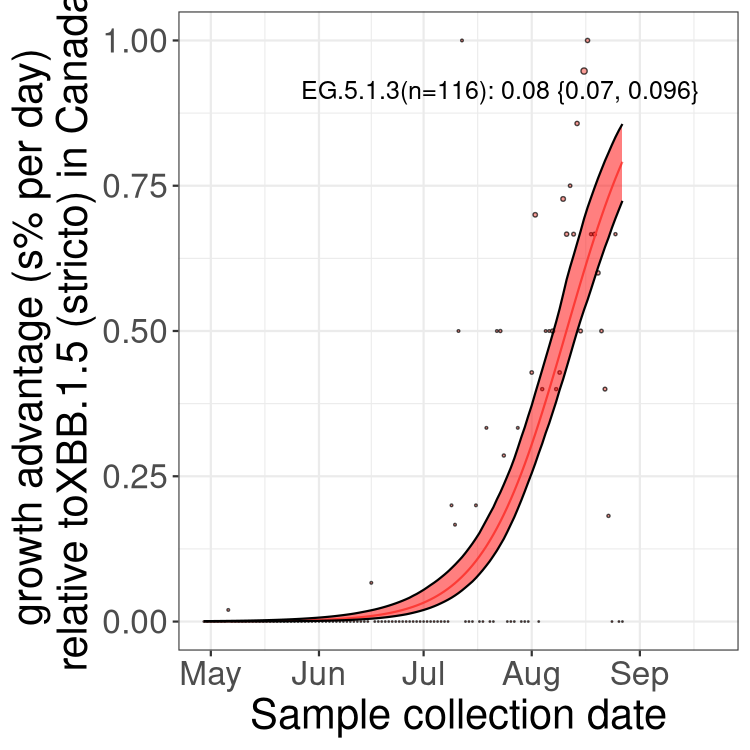 growth advantage (s% per day)
relative toXBB.1.5 (stricto) in Canada
1.00
0.75
0.50
0.25
0.00
EG.5.1.3(n=116): 0.08 {0.07, 0.096}
May Jun Jul Aug Sep
Sample collection date